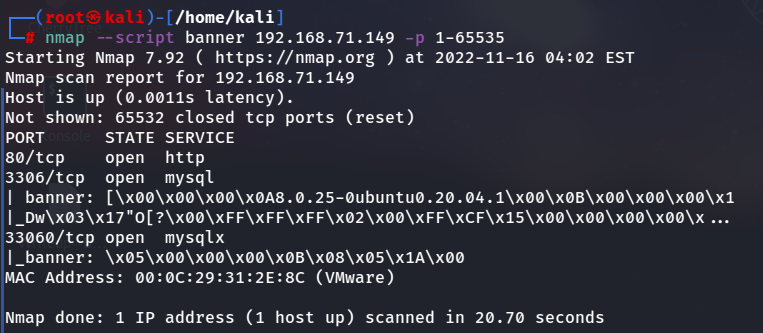 ┌──(root㉿kali)-[/home/kali]
└─# nmap --script banner 192.168.71.149 -p 1-65535
Starting Nmap 7.92 ( https://nmap.org ) at 2022-11-16 04:02 EST
Nmap scan report for 192.168.71.149
Host is up (0.0011s latency).
Not shown: 65532 closed tcp ports (reset)
PORT      STATE SERVICE
80/tcp    open  http
3306/tcp  open  mysql
| banner: [\x00\x00\x00\x0A8.0.25-0ubuntu0.20.04.1\x00\x0B\x00\x00\x00\x1
|_Dw\x03\x17"O[?\x00\xFF\xFF\xFF\x02\x00\xFF\xCF\x15\x00\x00\x00\x00\x...
33060/tcp open  mysqlx
|_banner: \x05\x00\x00\x00\x0B\x08\x05\x1A\x00
MAC Address: 00:0C:29:31:2E:8C (VMware)
Nmap done: 1 IP address (1 host up) scanned in 20.70 seconds